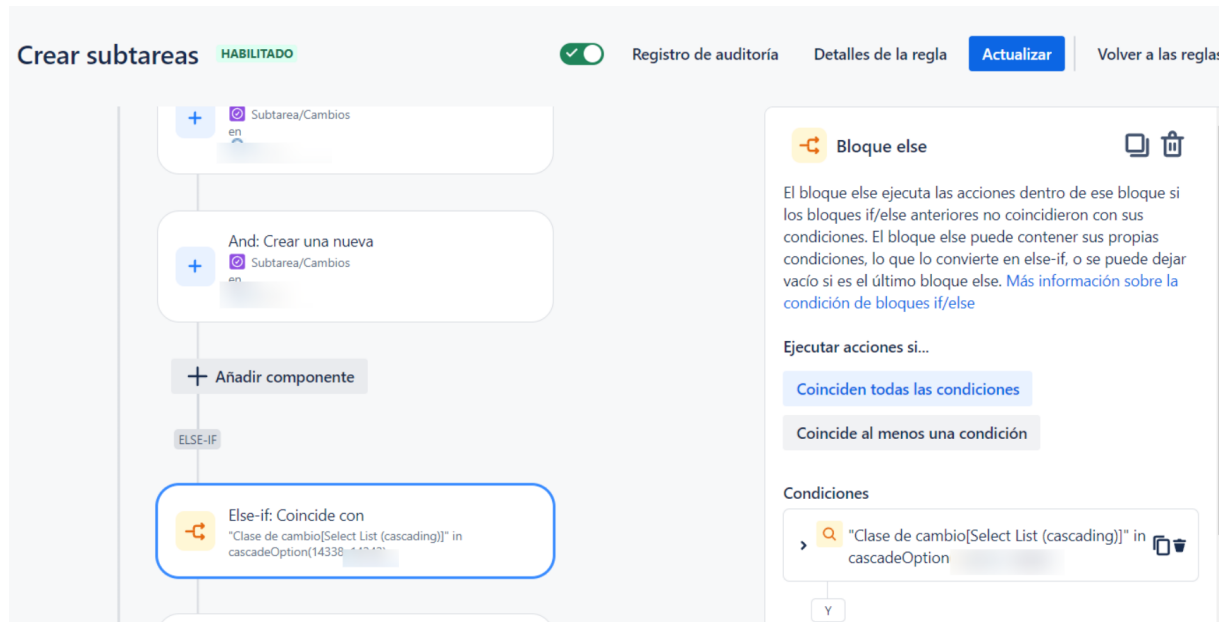 Crear subtareas HABILITADO Registro de auditoría Detalles de la regla Actualizar Volver a las reglas
Subtarea/Cambios
en
And: Crear una nueva
Subtarea/Cambios
en
Añadir componente
ELSE-IF
Else-if: Coincide con
"Clase de cambio[Select List (cascading)]" in
cascadeOption(14338
Bloque else
El bloque else ejecuta las acciones dentro de ese bloque si
los bloques if/else anteriores no coincidieron con sus
condiciones. El bloque else puede contener sus propias
condiciones, lo que lo convierte en else-if, o se puede dejar
vacío si es el último bloque else. Más información sobre la
condición de bloques if/else
Ejecutar acciones si...
Coinciden todas las condiciones
Coincide al menos una condición
Condiciones
"Clase de cambio[Select List (cascading)]" in
cascadeOption
Y